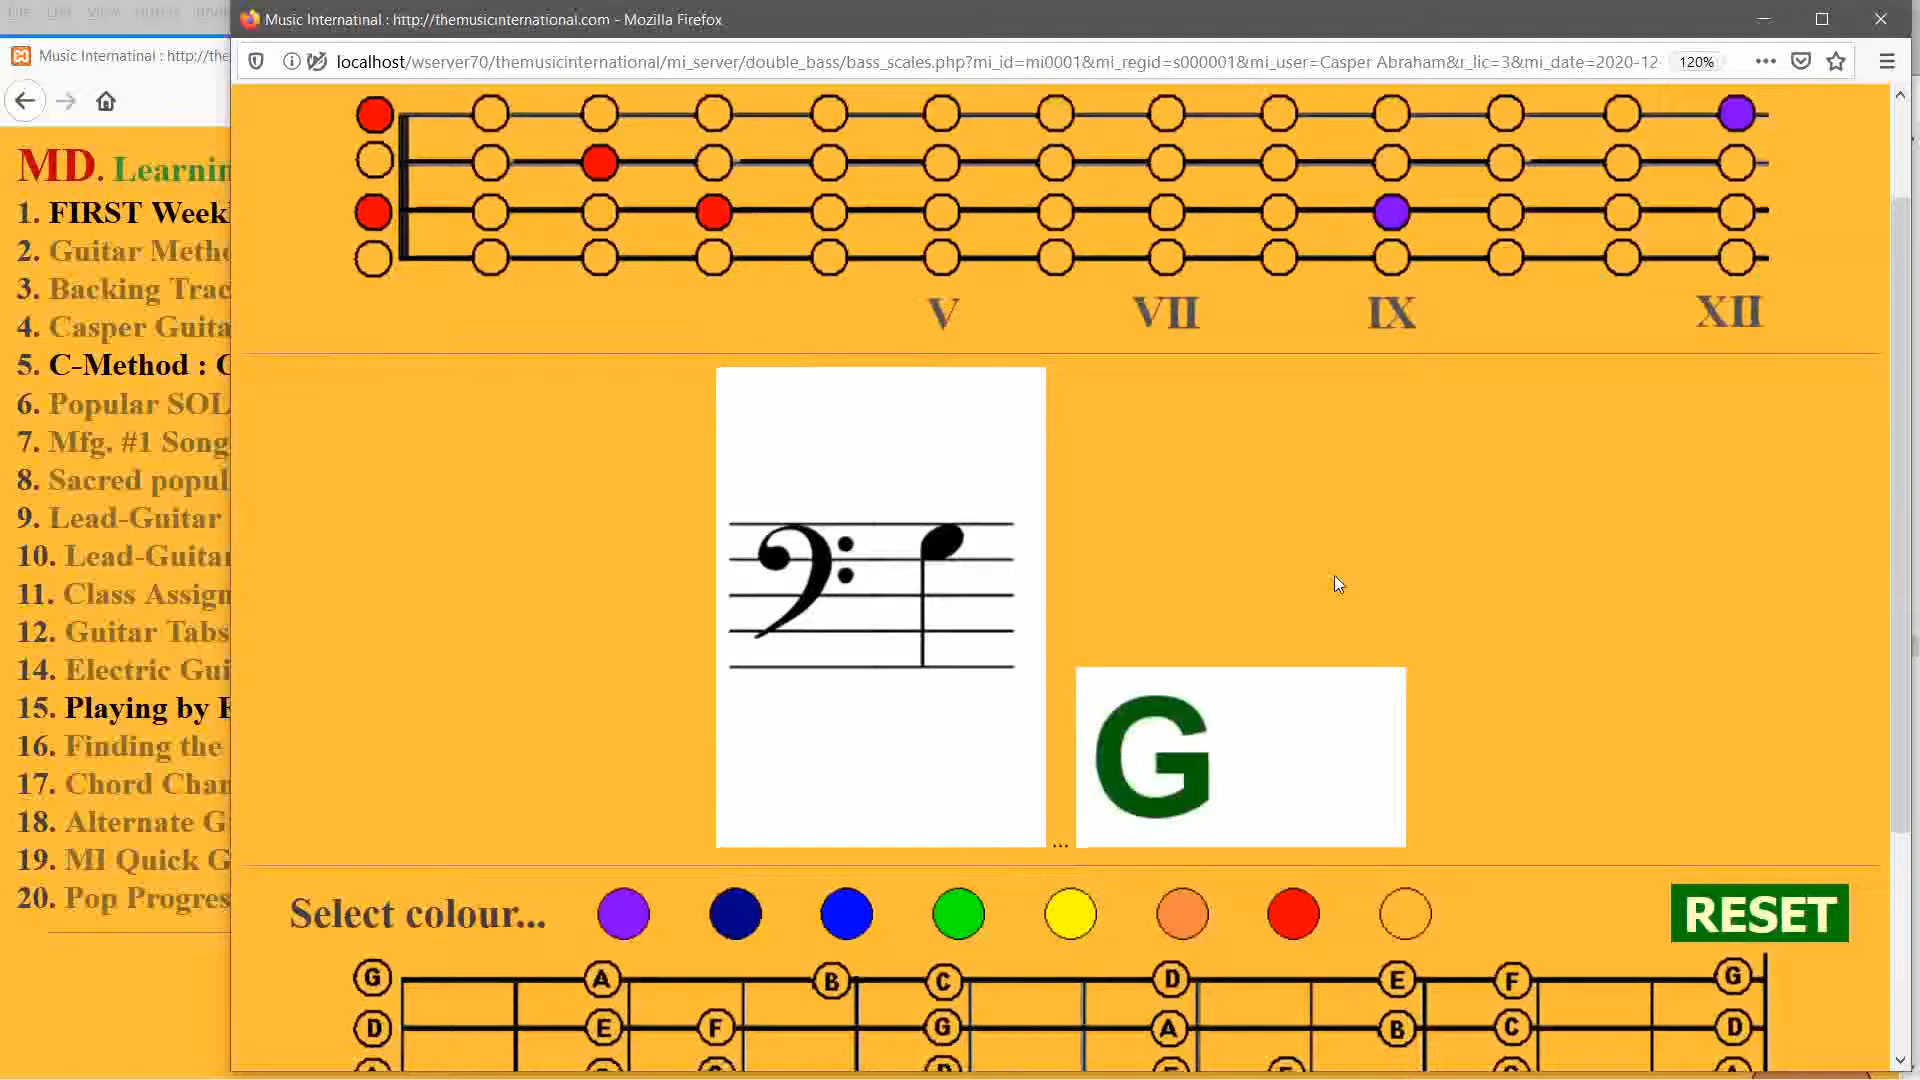 Music Internatinal : http://themusicinternational.com - Mozilla Firefox
Music Internatinal : http://the
localhost/wserver70/themusicinternational/mi_server/double_bass/bass_scales.php?mi_id=mi0001&mi_regid=s000001&mi_user=Casper Abraham&r_lic=3&mi_date=2020-12-
120%
MD. Learnin
1. FIRST Week
2. Guitar Meth
3. Backing Trac
4. Casper Guita
5. C-Method : C
6. Popular SOL
7. Mfg. #1 Song
8. Sacred popul
9. Lead-Guitar
10. Lead-Guitar
11. Class Assign
12. Guitar Tabs
14. Electric Gui
15. Playing by E
16. Finding the
17. Chord Char
18. Alternate G
19. MI Quick G
20. Pop Progres
V VII IX XII
... G
Select colour... RESET
G A B C D E F G
D E F G A B C D